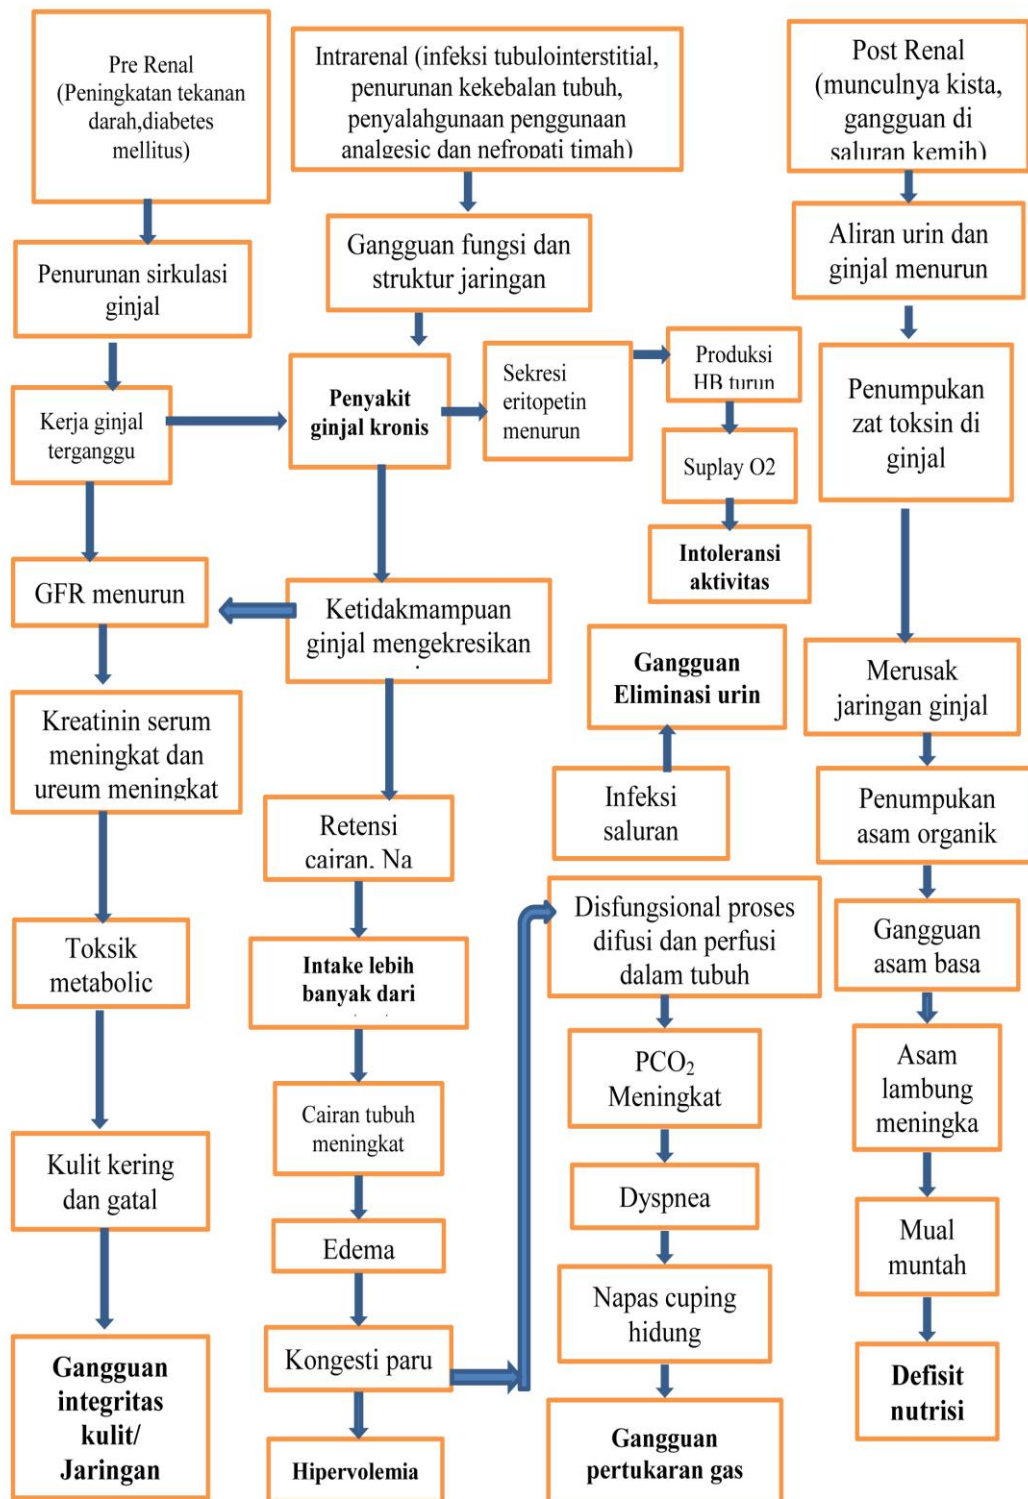 Pre Renal
(Peningkatan tekanan
darah,diabetes
mellitus)
Intrarenal (infeksi tubulointerstitial,
penurunan kekebalan tubuh,
penyalahgunaan penggunaan
analgesic dan nefropati timah)
Post Renal
(munculnya kista,
gangguan di
saluran kemih)
Penurunan sirkulasi
ginjal
Gangguan fungsi dan
struktur jaringan
Aliran urin dan
ginjal menurun
Kerja ginjal
terganggu
Penyakit
ginjal kronis
Sekresi
eritopetin
menurun
Produksi
HB turun
Suplay O2
Intoleransi
aktivitas
Penumpukan
zat toksin di
ginjal
GFR menurun
Ketidakmampuan
ginjal mengekresikan
Gangguan
Eliminasi urin
Merusak
jaringan ginjal
Kreatinin serum
meningkat dan
ureum meningkat
Retensi
cairan. Na
Infeksi
saluran
Penumpukan
asam organik
Toksik
metabolic
Intake lebih
banyak dari
Disfungsional proses
difusi dan perfusi
dalam tubuh
Gangguan
asam basa
Cairan tubuh
meningkat
PCO₂
Meningkat
Asam
lambung
meningka
Kulit kering
dan gatal
Edema
Dyspnea
Mual
muntah
Kongesti paru
Napas cuping
hidung
Gangguan
integritas
kulit/
Jaringan
Hipervolemia
Gangguan
pertukaran gas
Defisit
nutrisi